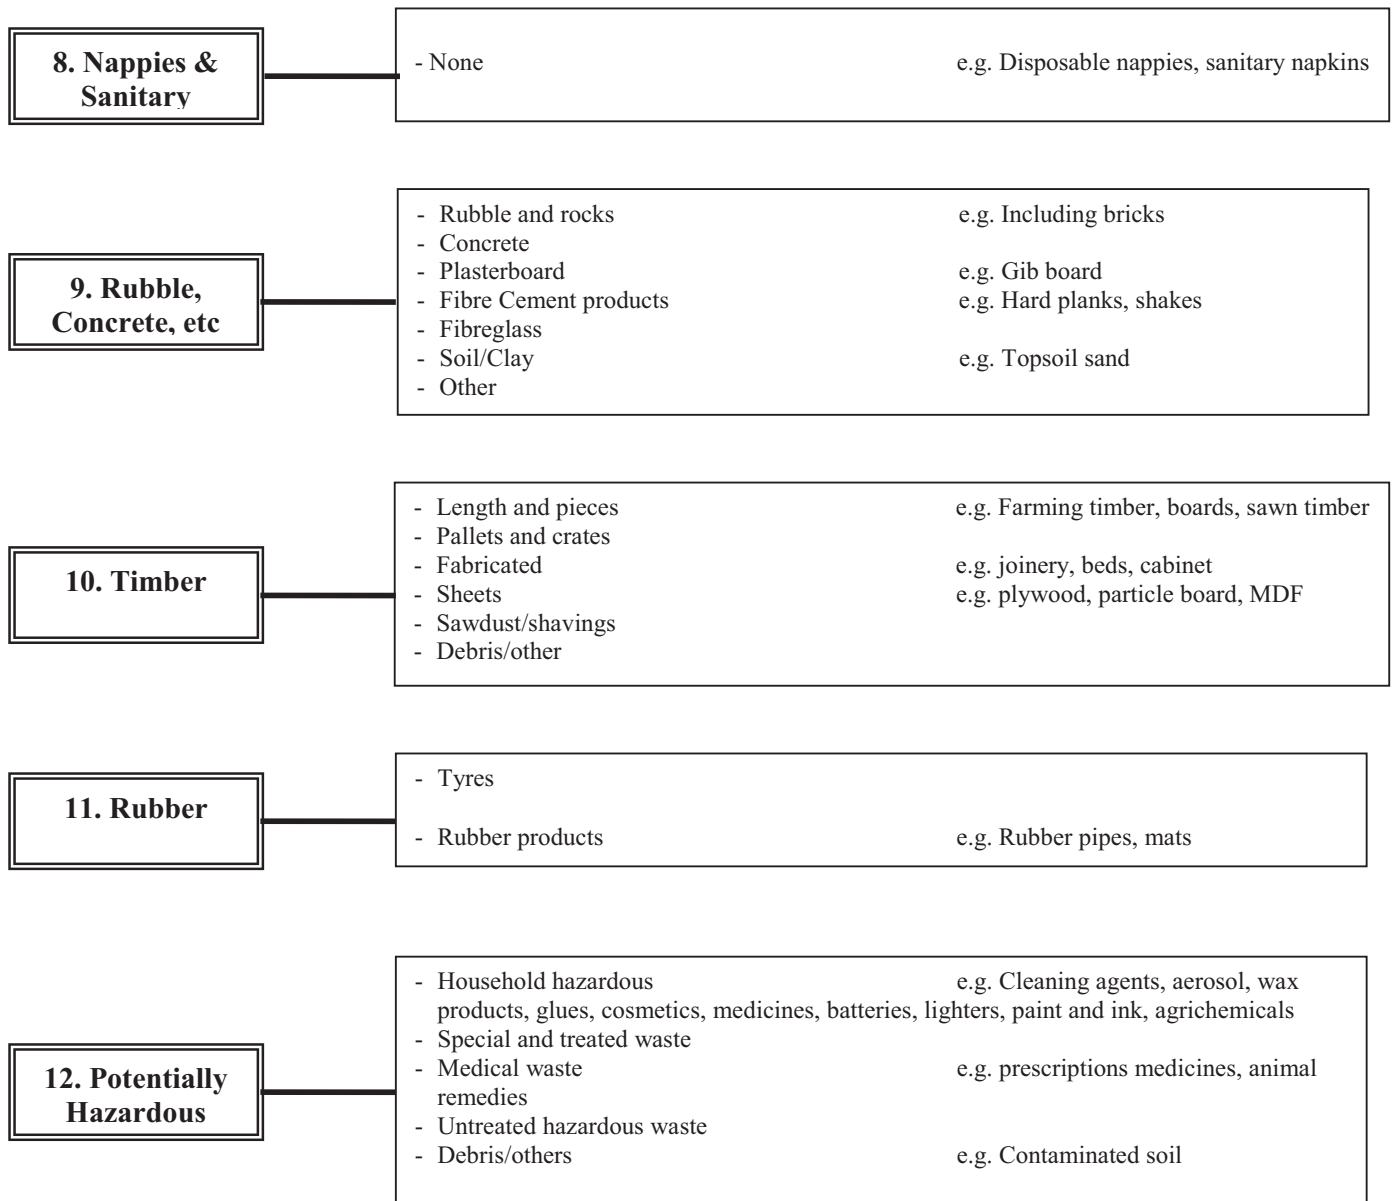 8. Nappies &
Sanitary
- None e.g. Disposable nappies, sanitary napkins
9. Rubble,
Concrete, etc
- Rubble and rocks e.g. Including bricks
- Concrete
- Plasterboard e.g. Gib board
- Fibre Cement products e.g. Hard planks, shakes
- Fibreglass
- Soil/Clay e.g. Topsoil sand
- Other
10. Timber
- Length and pieces e.g. Farming timber, boards, sawn timber
- Pallets and crates
- Fabricated e.g. joinery, beds, cabinet
- Sheets e.g. plywood, particle board, MDF
- Sawdust/shavings
- Debris/other
11. Rubber
- Tyres
- Rubber products e.g. Rubber pipes, mats
12. Potentially
Hazardous
- Household hazardous e.g. Cleaning agents, aerosol, wax
products, glues, cosmetics, medicines, batteries, lighters, paint and ink, agrichemicals
- Special and treated waste
- Medical waste e.g. prescriptions medicines, animal
remedies
- Untreated hazardous waste
- Debris/others e.g. Contaminated soil